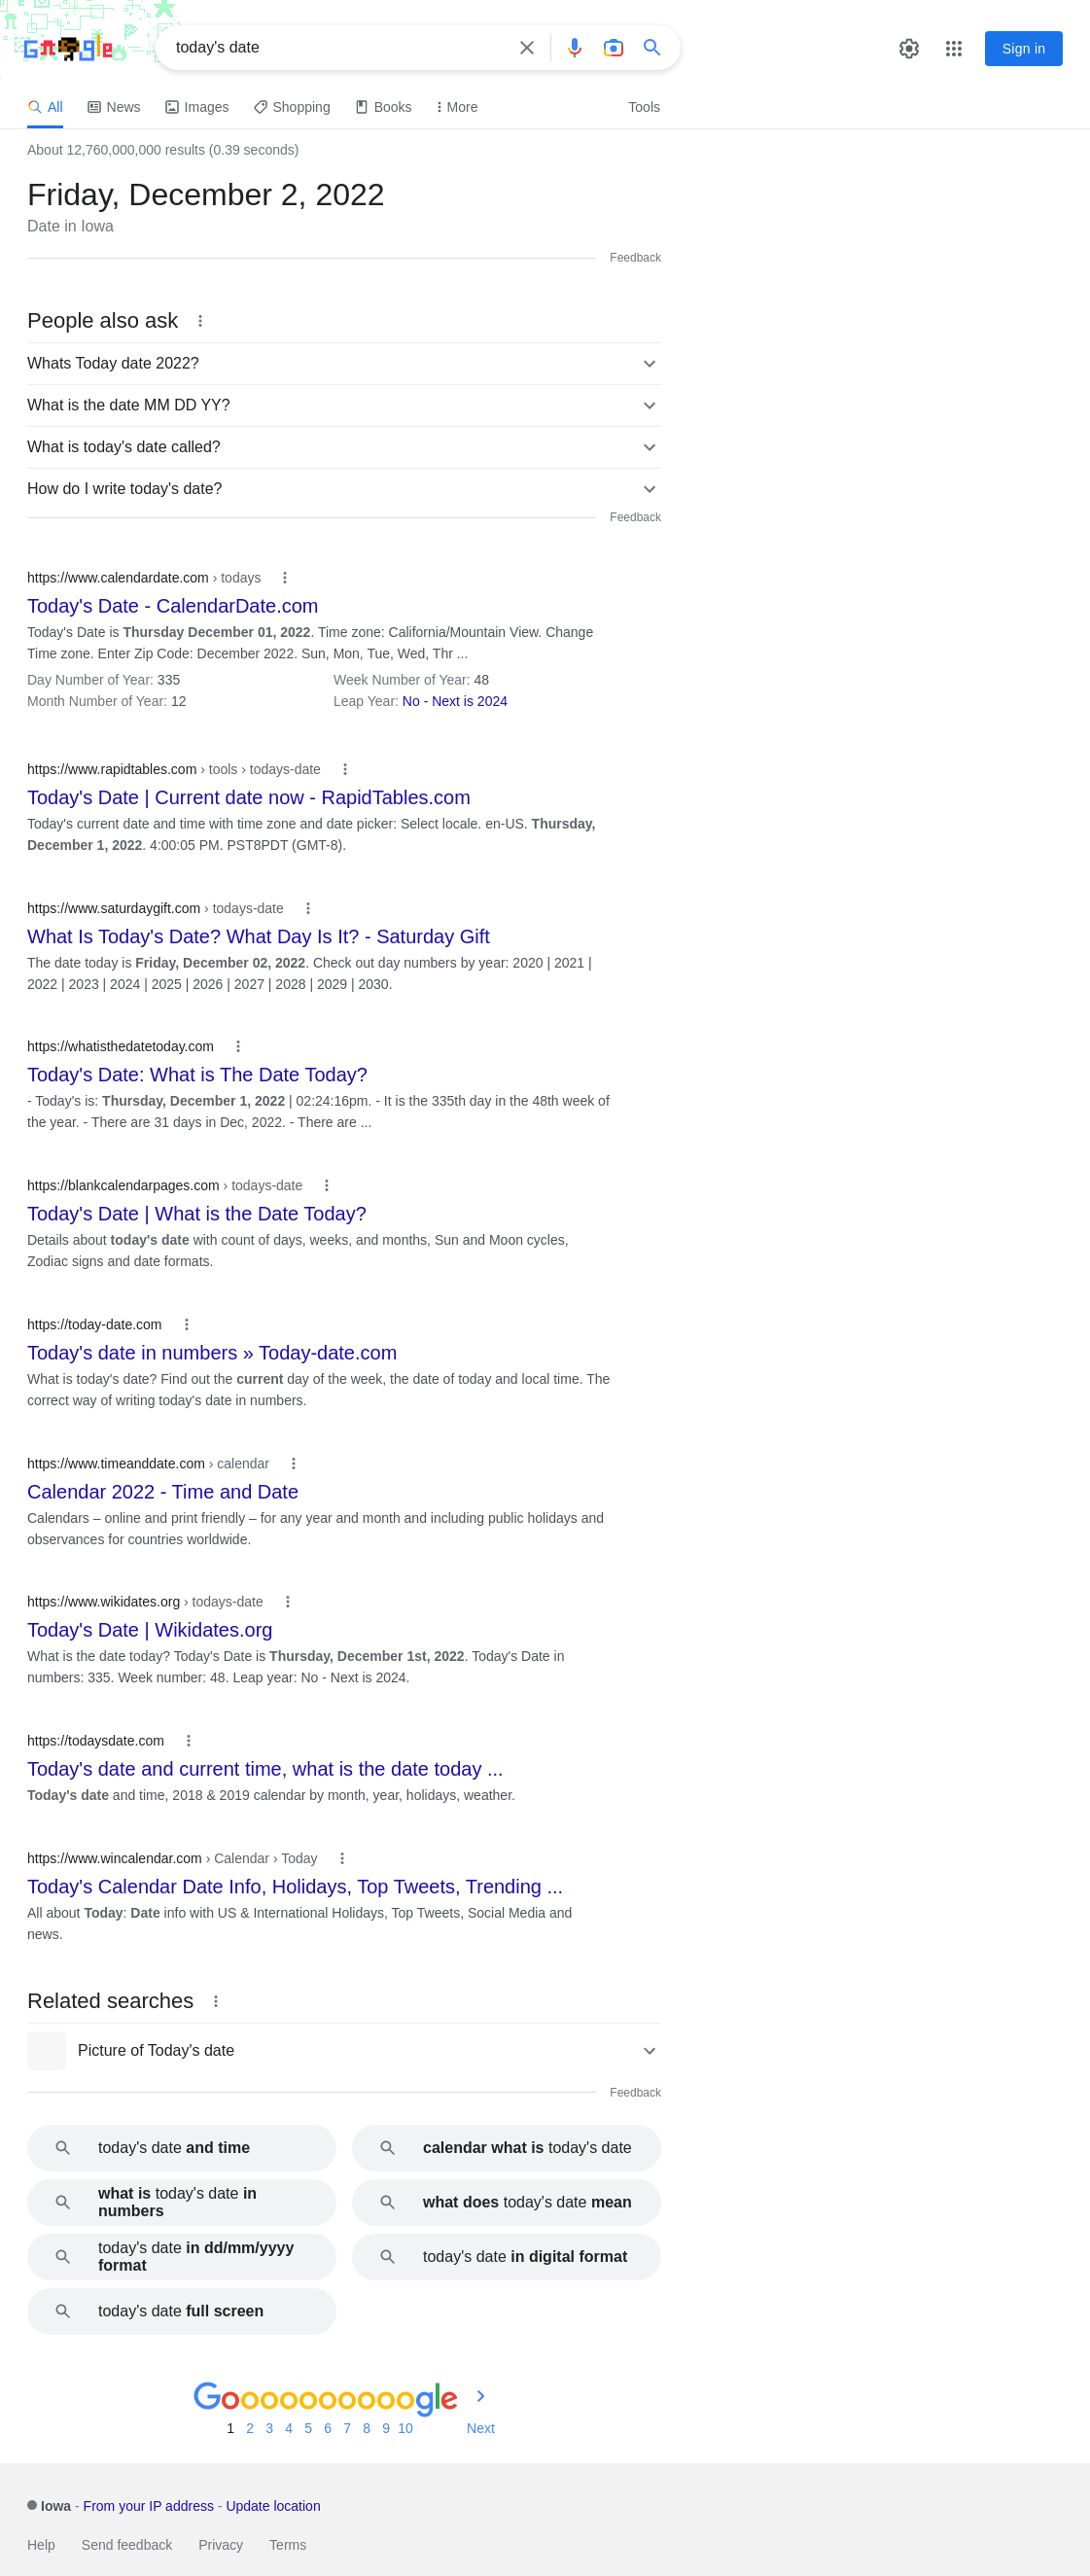 Google
today's date
Sign in
All
News
Images
Shopping
Books
More
Tools
About 12,760,000,000 results (0.39 seconds)
Friday, December 2, 2022
Date in Iowa
Feedback
People also ask
Whats Today date 2022?
What is the date MM DD YY?
What is today's date called?
How do I write today's date?
Feedback
https://www.calendardate.com › todays
Today's Date - CalendarDate.com
Today's Date is Thursday December 01, 2022. Time zone: California/Mountain View. Change
Time zone. Enter Zip Code: December 2022. Sun, Mon, Tue, Wed, Thr ...
Day Number of Year: 335
Week Number of Year: 48
Month Number of Year: 12
Leap Year: No - Next is 2024
https://www.rapidtables.com › tools › todays-date
Today's Date | Current date now - RapidTables.com
Today's current date and time with time zone and date picker: Select locale. en-US. Thursday,
December 1, 2022. 4:00:05 PM. PST8PDT (GMT-8).
https://www.saturdaygift.com › todays-date
What Is Today's Date? What Day Is It? - Saturday Gift
The date today is Friday, December 02, 2022. Check out day numbers by year: 2020 | 2021 |
2022 | 2023 | 2024 | 2025 | 2026 | 2027 | 2028 | 2029 | 2030.
https://whatisthedatetoday.com
Today's Date: What is The Date Today?
- Today's is: Thursday, December 1, 2022 | 02:24:16pm. - It is the 335th day in the 48th week of
the year. - There are 31 days in Dec, 2022. - There are ...
https://blankcalendarpages.com › todays-date
Today's Date | What is the Date Today?
Details about today's date with count of days, weeks, and months, Sun and Moon cycles,
Zodiac signs and date formats.
https://today-date.com
Today's date in numbers » Today-date.com
What is today's date? Find out the current day of the week, the date of today and local time. The
correct way of writing today's date in numbers.
https://www.timeanddate.com › calendar
Calendar 2022 - Time and Date
Calendars – online and print friendly – for any year and month and including public holidays and
observances for countries worldwide.
https://www.wikidates.org › todays-date
Today's Date | Wikidates.org
What is the date today? Today's Date is Thursday, December 1st, 2022. Today's Date in
numbers: 335. Week number: 48. Leap year: No - Next is 2024.
https://todaysdate.com
Today's date and current time, what is the date today ...
Today's date and time, 2018 & 2019 calendar by month, year, holidays, weather.
https://www.wincalendar.com › Calendar › Today
Today's Calendar Date Info, Holidays, Top Tweets, Trending ...
All about Today: Date info with US & International Holidays, Top Tweets, Social Media and
news.
Related searches
Picture of Today's date
Feedback
today's date and time
calendar what is today's date
what is today's date in
numbers
what does today's date mean
today's date in dd/mm/yyyy
format
today's date in digital format
today's date full screen
Goooooooooogle
1 2 3 4 5 6 7 8 9 10 Next
Iowa - From your IP address - Update location
Help
Send feedback
Privacy
Terms